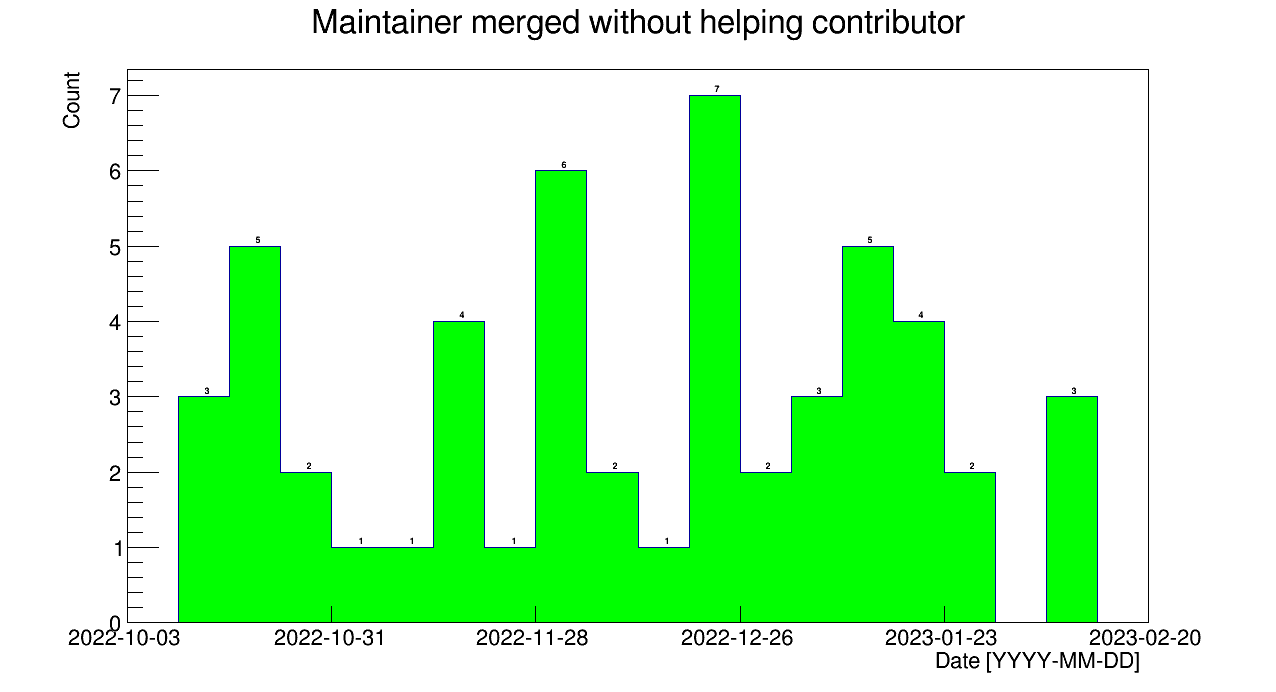 Maintainer merged without helping contributor
Count
7
6
5
4
3
2
1
0
3 5 2 1 1 4 1 6 2 1 7 2 3 5 4 2 3
2022-10-03 2022-10-31 2022-11-28 2022-12-26 2023-01-23 2023-02-20
Date [YYYY-MM-DD]